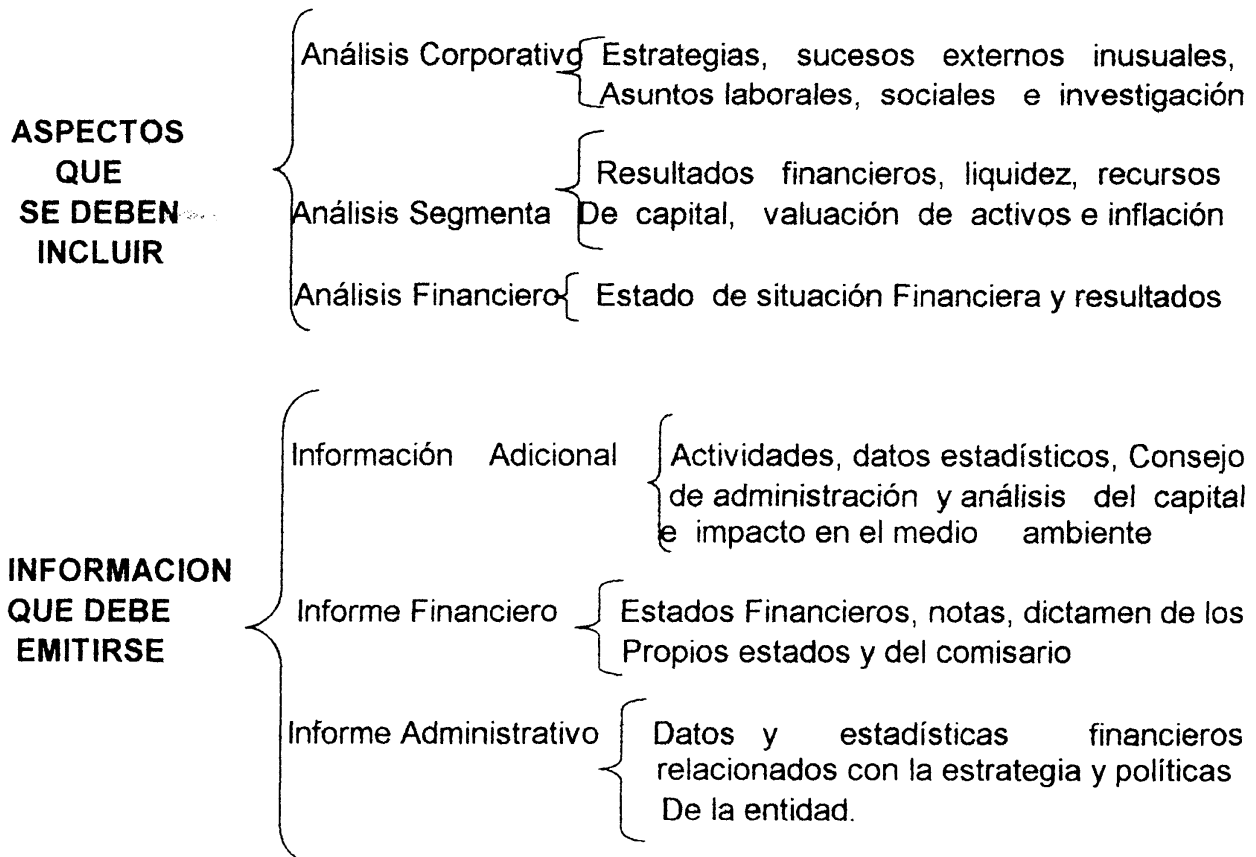 ASPECTOS
QUE
SE DEBEN
INCLUIR
Análisis Corporativo
Estrategias, sucesos externos inusuales,
Asuntos laborales, sociales e investigación
Análisis Segmenta
Resultados financieros, liquidez, recursos
De capital, valuación de activos e inflación
Análisis Financiero
Estado de situación Financiera y resultados
INFORMACION
QUE DEBE
EMITIRSE
Información Adicional
Actividades, datos estadísticos, Consejo
de administración y análisis del capital
e impacto en el medio ambiente
Informe Financiero
Estados Financieros, notas, dictamen de los
Propios estados y del comisario
Informe Administrativo
Datos y estadísticas financieros
relacionados con la estrategia y políticas
De la entidad.